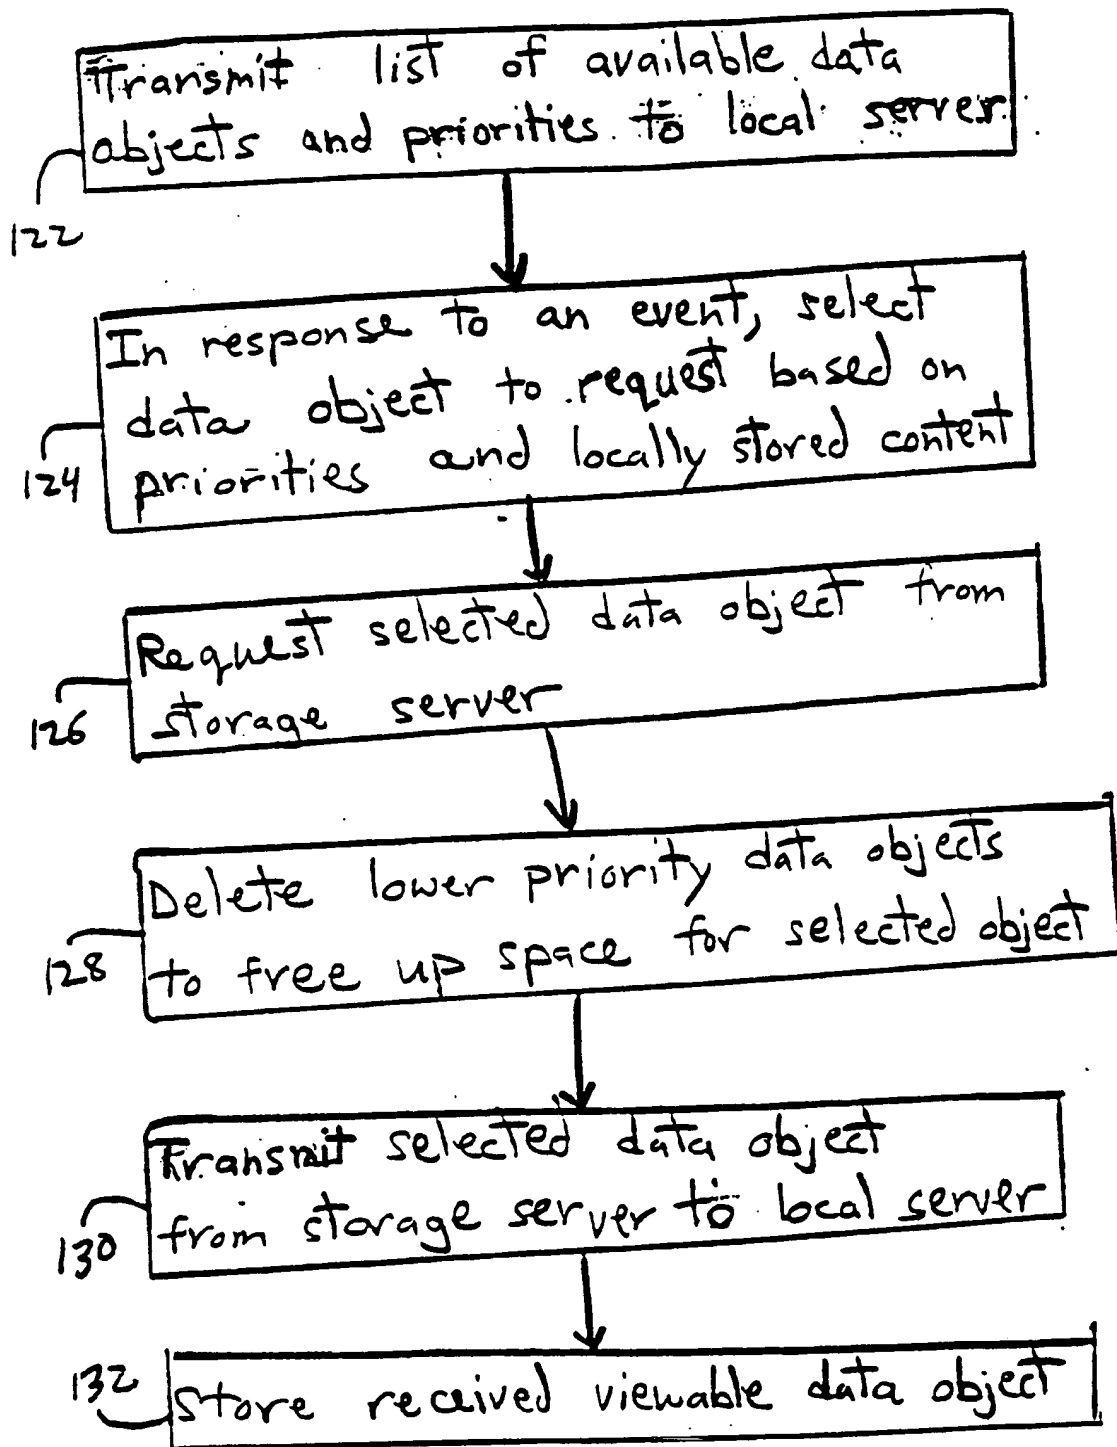 Transmit list of available data
objects and priorities to local server
122
In response to an event, select
data object to request based on
priorities and locally stored content
124
Request selected data object from
storage server
126
Delete lower priority data objects
to free up space for selected object
128
Transmit selected data object
from storage server to local server
130
132
Store received viewable data object